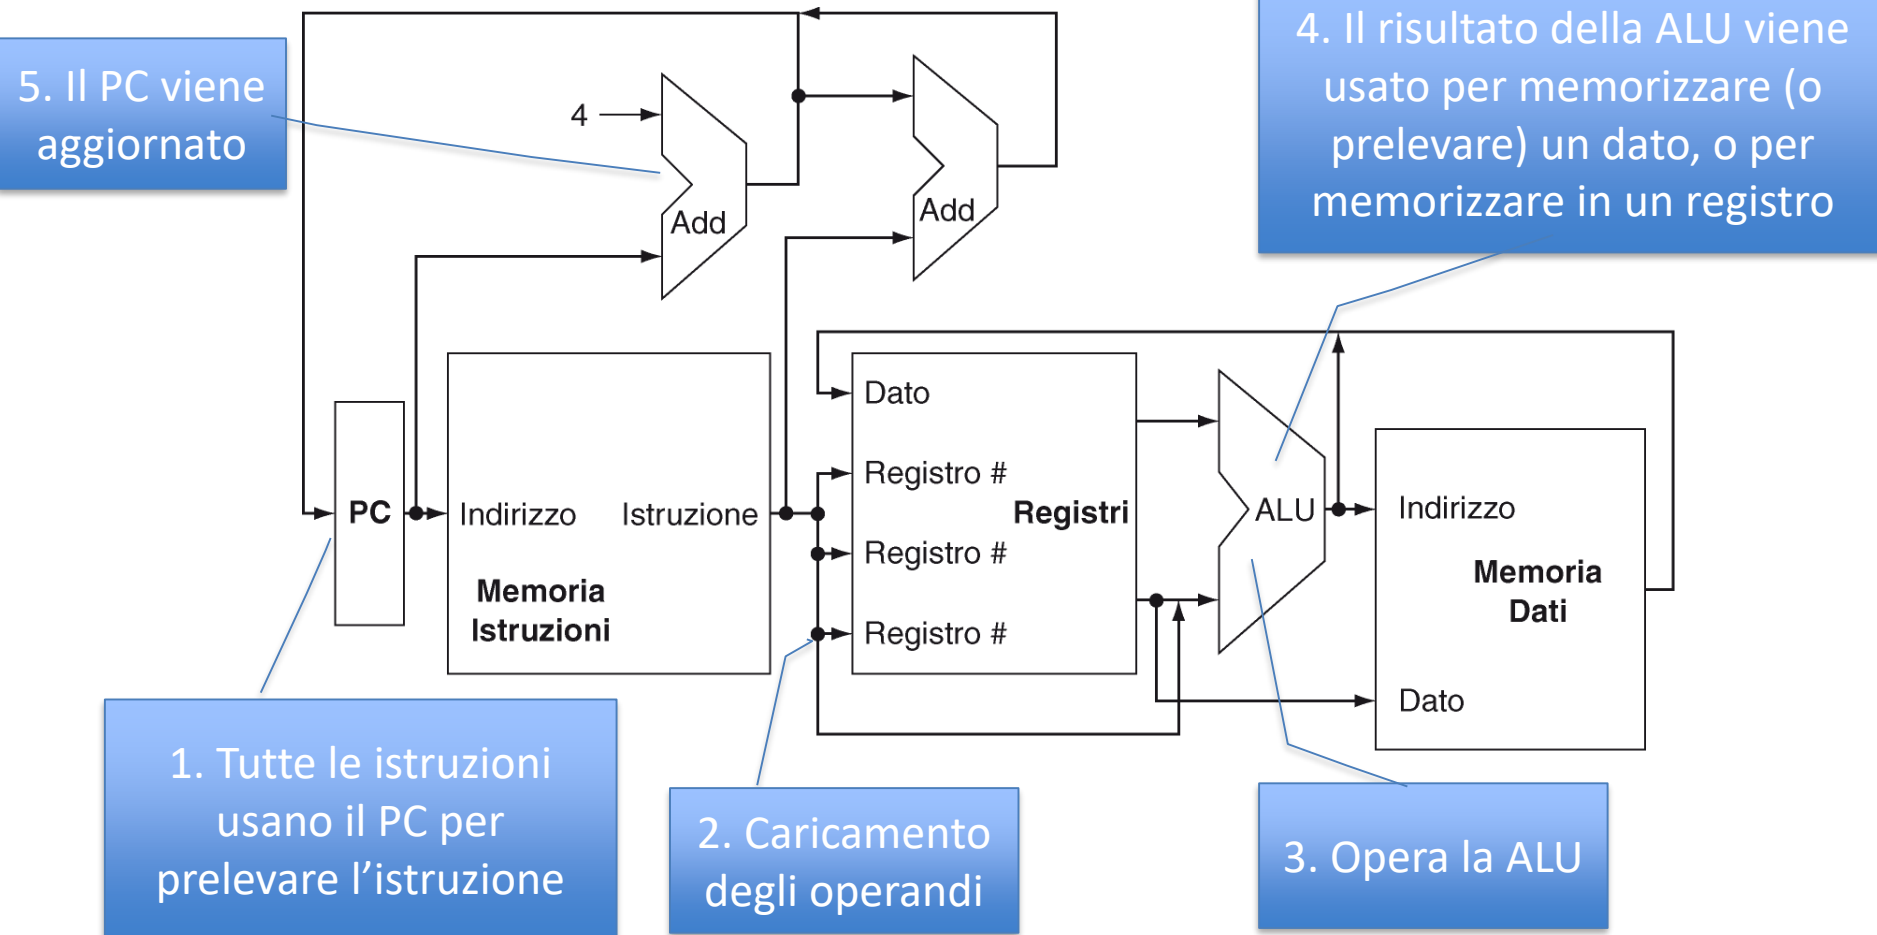 5. Il PC viene
aggiornato
4. Il risultato della ALU viene
usato per memorizzare (o
prelevare) un dato, o per
memorizzare in un registro
4
Add
Add
PC
Indirizzo
Istruzione
Memoria
Istruzioni
Dato
Registro #
Registri
Registro #
Registro #
ALU
Indirizzo
Memoria
Dati
Dato
1. Tutte le istruzioni
usano il PC per
prelevare l’istruzione
2. Caricamento
degli operandi
3. Opera la ALU